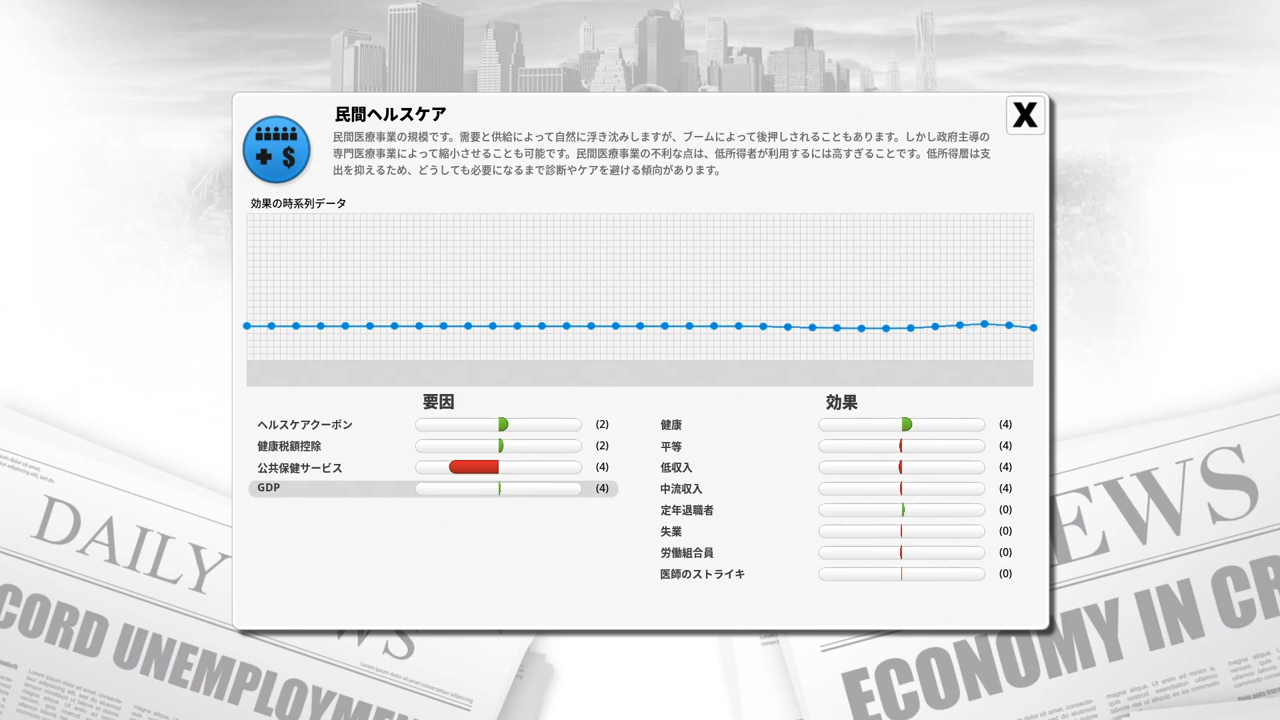 民間ヘルスケア
X
民間医療事業の規模です。需要と供給によって自然に浮き沈みしますが、ブームによって後押しされることもあります。しかし政府主導の
専門医療事業によって縮小させることも可能です。民間医療事業の不利な点は、低所得者が利用するには高すぎることです。低所得層は支
出を抑えるため、どうしても必要になるまで診断やケアを避ける傾向があります。
効果の時系列データ
要因
ヘルスケアクーポン (2)
健康税額控除 (2)
公共保健サービス (4)
GDP (4)
効果
健康 (4)
平等 (4)
低収入 (4)
中流収入 (4)
定年退職者 (0)
失業 (0)
労働組合員 (0)
医師のストライキ (0)
DAILY
NEWS
CORD UNEMPLOYMEN
EWS
ECONOMY IN CR